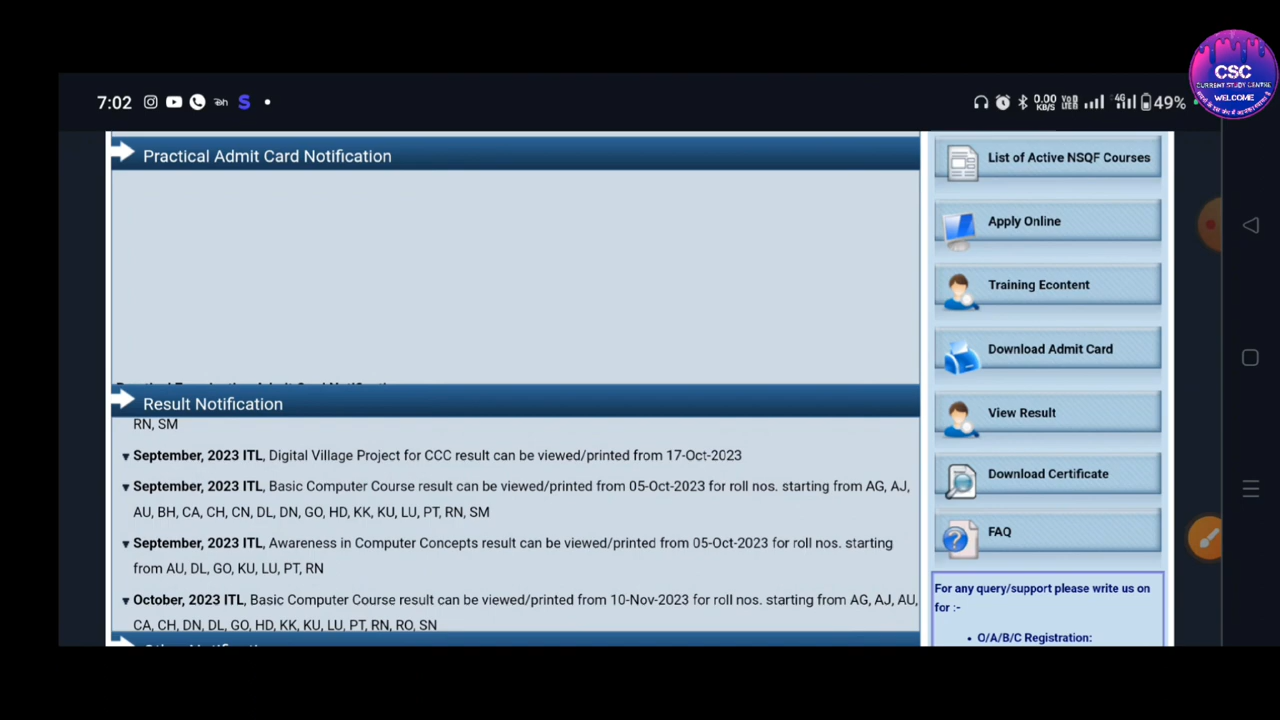 7:02
0.00 KB/S
4G
49%
CSC
CURRENT STUDY CENTRE
WELCOME
Practical Admit Card Notification
Result Notification
RN, SM
September, 2023 ITL, Digital Village Project for CCC result can be viewed/printed from 17-Oct-2023
September, 2023 ITL, Basic Computer Course result can be viewed/printed from 05-Oct-2023 for roll nos. starting from AG, AJ,
AU, BH, CA, CH, CN, DL, DN, GO, HD, KK, KU, LU, PT, RN, SM
September, 2023 ITL, Awareness in Computer Concepts result can be viewed/printed from 05-Oct-2023 for roll nos. starting
from AU, DL, GO, KU, LU, PT, RN
October, 2023 ITL, Basic Computer Course result can be viewed/printed from 10-Nov-2023 for roll nos. starting from AG, AJ, AU,
CA, CH, DN, DL, GO, HD, KK, KU, LU, PT, RN, RO, SN
List of Active NSQF Courses
Apply Online
Training Econtent
Download Admit Card
View Result
Download Certificate
FAQ
For any query/support please write us on
for :-
• O/A/B/C Registration: